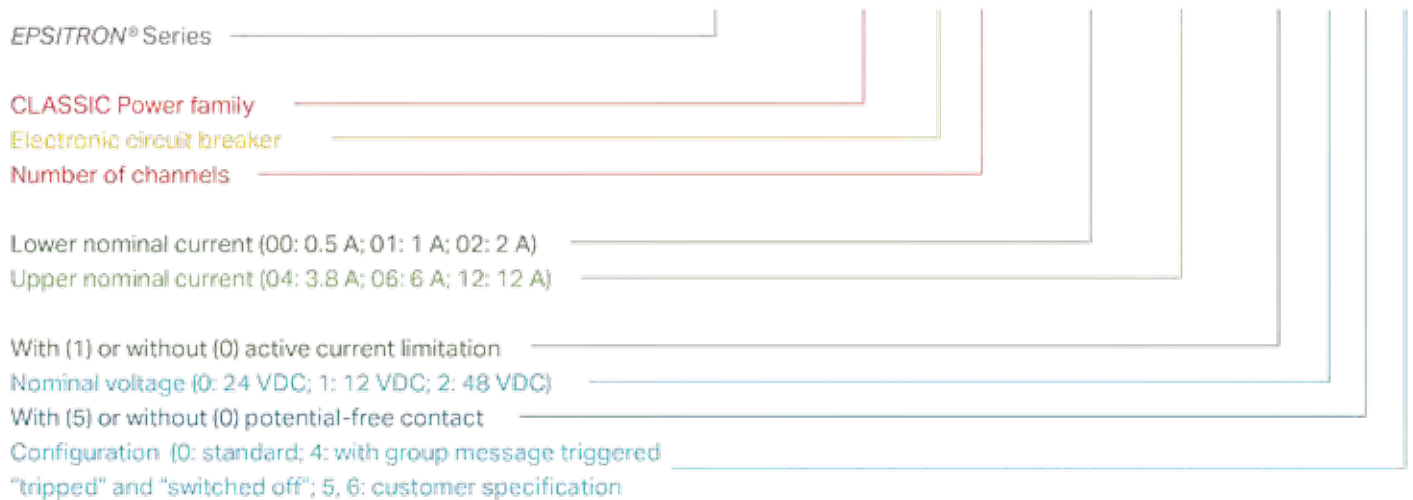 EPSITRON® Series
CLASSIC Power family
Electronic circuit breaker
Number of channels
Lower nominal current (00: 0.5 A; 01: 1 A; 02: 2 A)
Upper nominal current (04: 3.8 A; 06: 6 A; 12: 12 A)
With (1) or without (0) active current limitation
Nominal voltage (0: 24 VDC; 1: 12 VDC; 2: 48 VDC)
With (5) or without (0) potential-free contact
Configuration (0: standard; 4: with group message triggered
"tripped" and "switched off"; 5, 6: customer specification